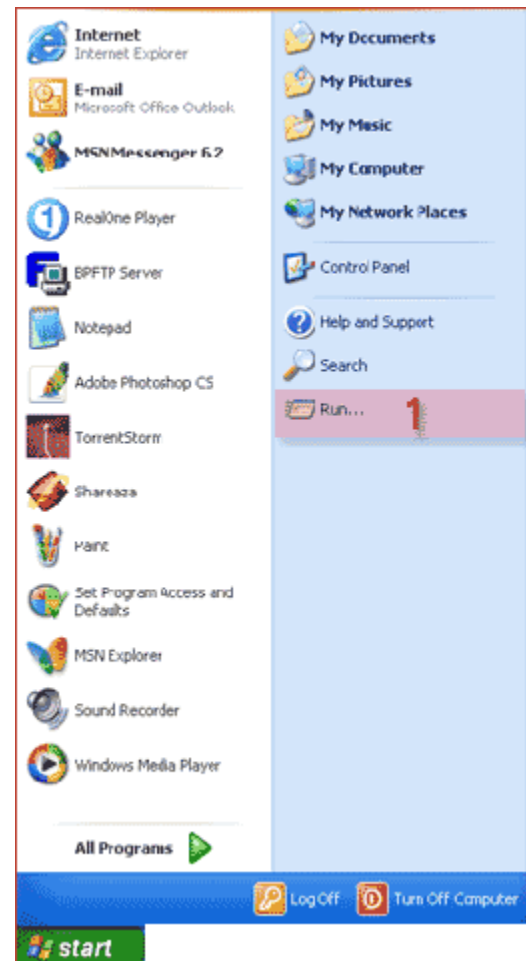 Internet
Internet Explorer
E-mail
Microsoft Office Outlook
MSN Messenger 6.2
RealOne Player
BPFTP Server
Notepad
Adobe Photoshop CS
TorrentStorm
Shareaza
Paint
Set Program Access and
Defaults
MSN Explorer
Sound Recorder
Windows Media Player
All Programs
My Documents
My Pictures
My Music
My Computer
My Network Places
Control Panel
Help and Support
Search
Run... 1
Log Off Turn Off Computer
start